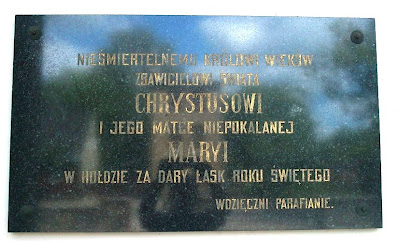 NIEŚMIERTELNEMU KRÓLOWI WIEKÓW
ZBAWICIELOWI ŚWIATA
CHRYSTUSOWI
I JEGO MATCE NIEPOKALANEJ
MARYI
W HOŁDZIE ZA DARY ŁASK ROKU ŚWIĘTEGO
WDZIĘCZNI PARAFIANIE.